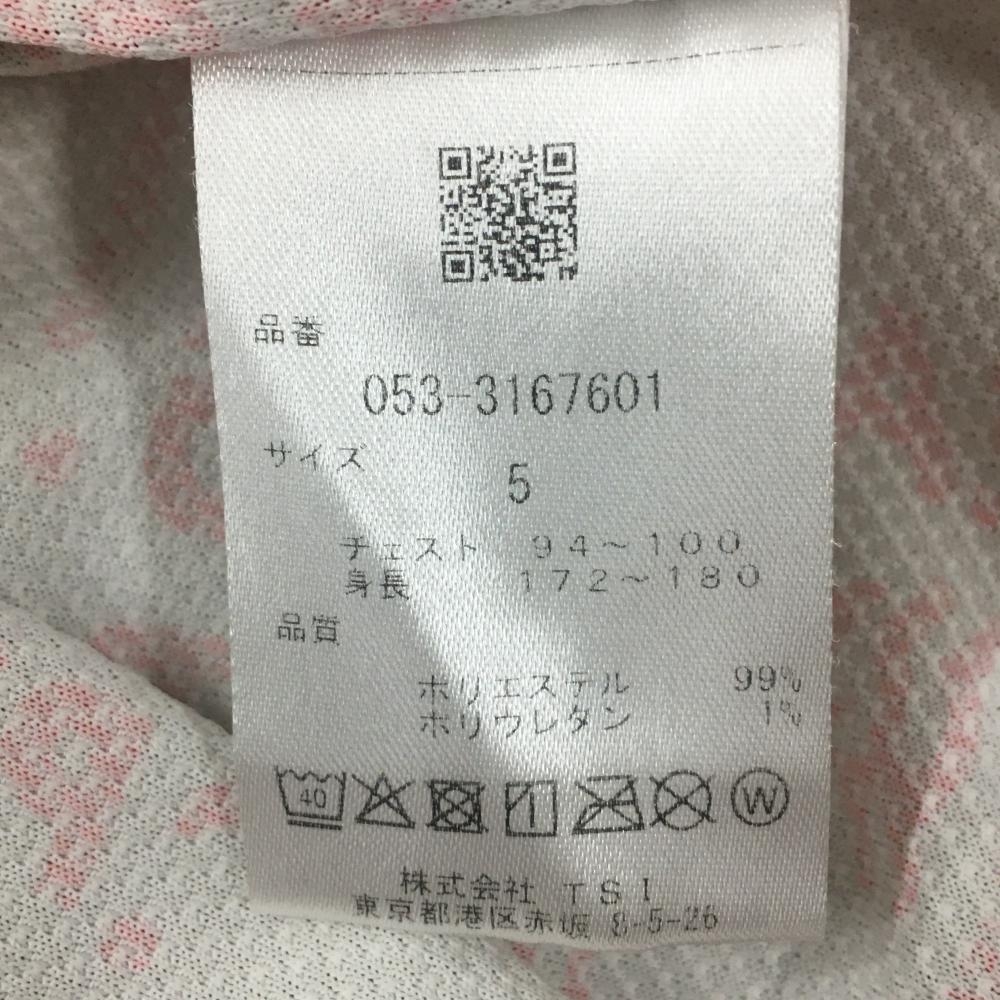 品番
053-3167601
サイズ
5
チェスト 94~100
身長 172~180
品質
ポリエステル 99%
ポリウレタン 1%
40 W
株式会社 TSI
東京都港区赤坂 8-5-26